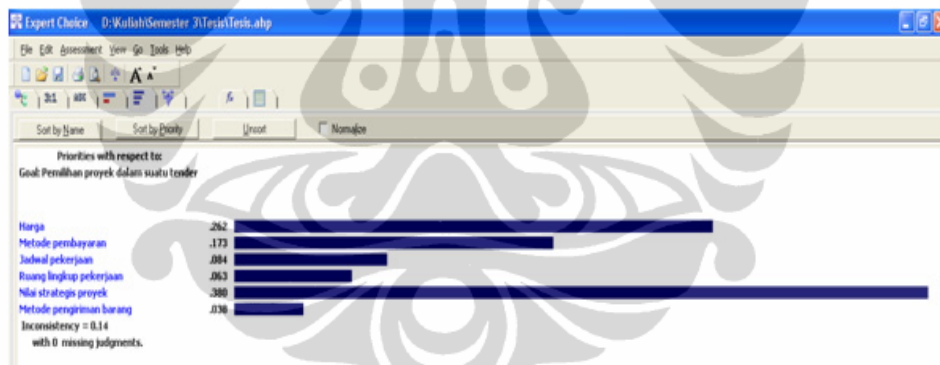 Expert Choice D:\Kuliah\Semester 3\Tesis\Tesis.ahp
File Edit Assessment View Go Tools Help
A A
3:1 ABC
Sort by Name Sort by Priority Unsort Normalize
Priorities with respect to:
Goal: Pemilihan proyek dalam suatu tender
Harga .262
Metode pembayaran .173
Jadwal pekerjaan .084
Ruang lingkup pekerjaan .063
Nilai strategis proyek .380
Metode pengiriman barang .038
Inconsistency = 0.14
with 0 missing judgments.